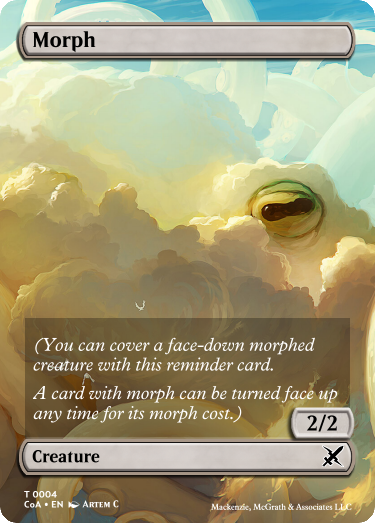 Morph
(You can cover a face-down morphed
creature with this reminder card.
A card with morph can be turned face up
any time for its morph cost.)
2/2
Creature
T 0004
CoA • EN Artem C
Mackenzie, McGrath & Associates LLC